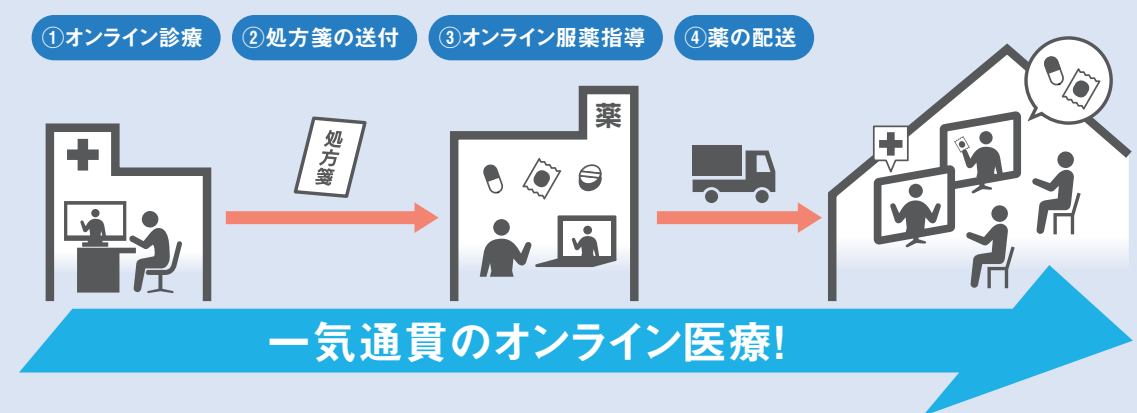 ①オンライン診療
②処方箋の送付
③オンライン服薬指導
④薬の配送
処方箋
薬
一気通貫のオンライン医療!